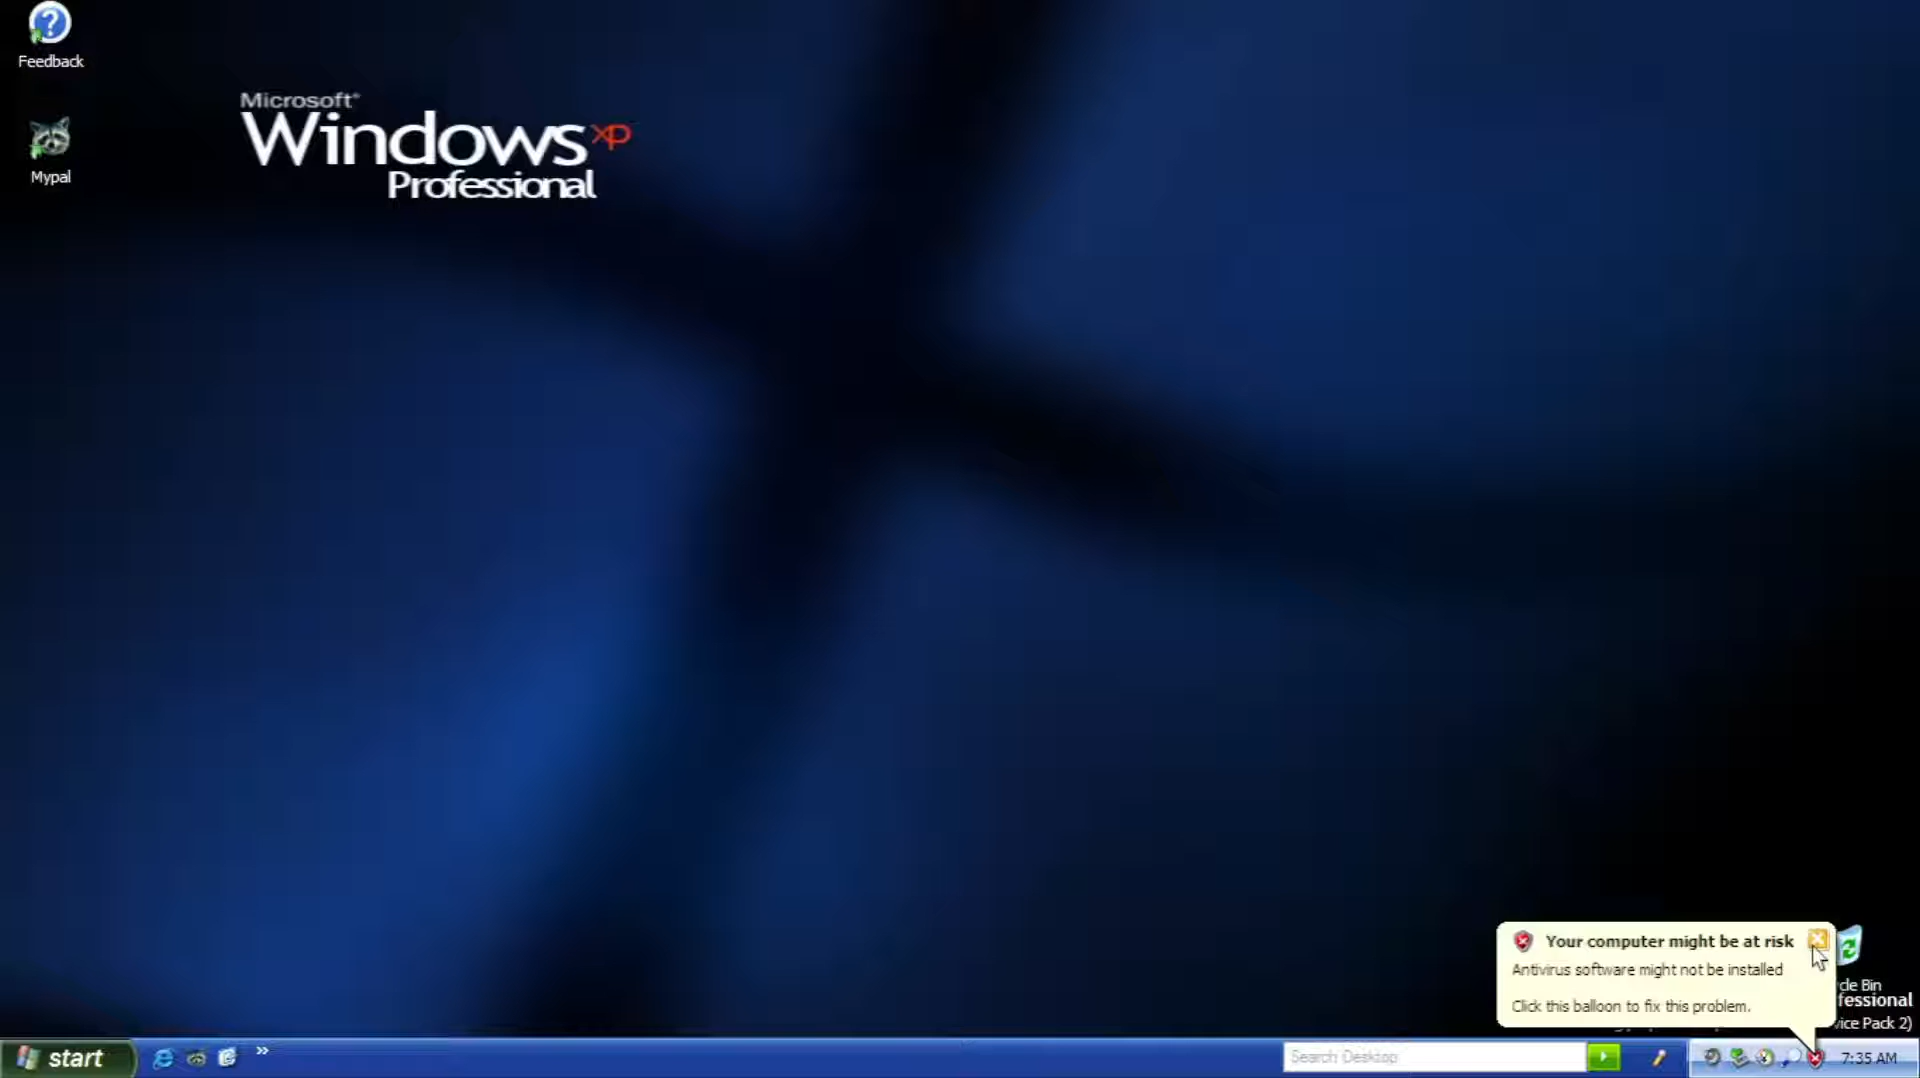 Feedback
Mypal
Microsoft®
Windows xp
Professional
Your computer might be at risk
Antivirus software might not be installed
Click this balloon to fix this problem.
cle Bin
fessional
vice Pack 2)
start
Search Desktop
7:35 AM